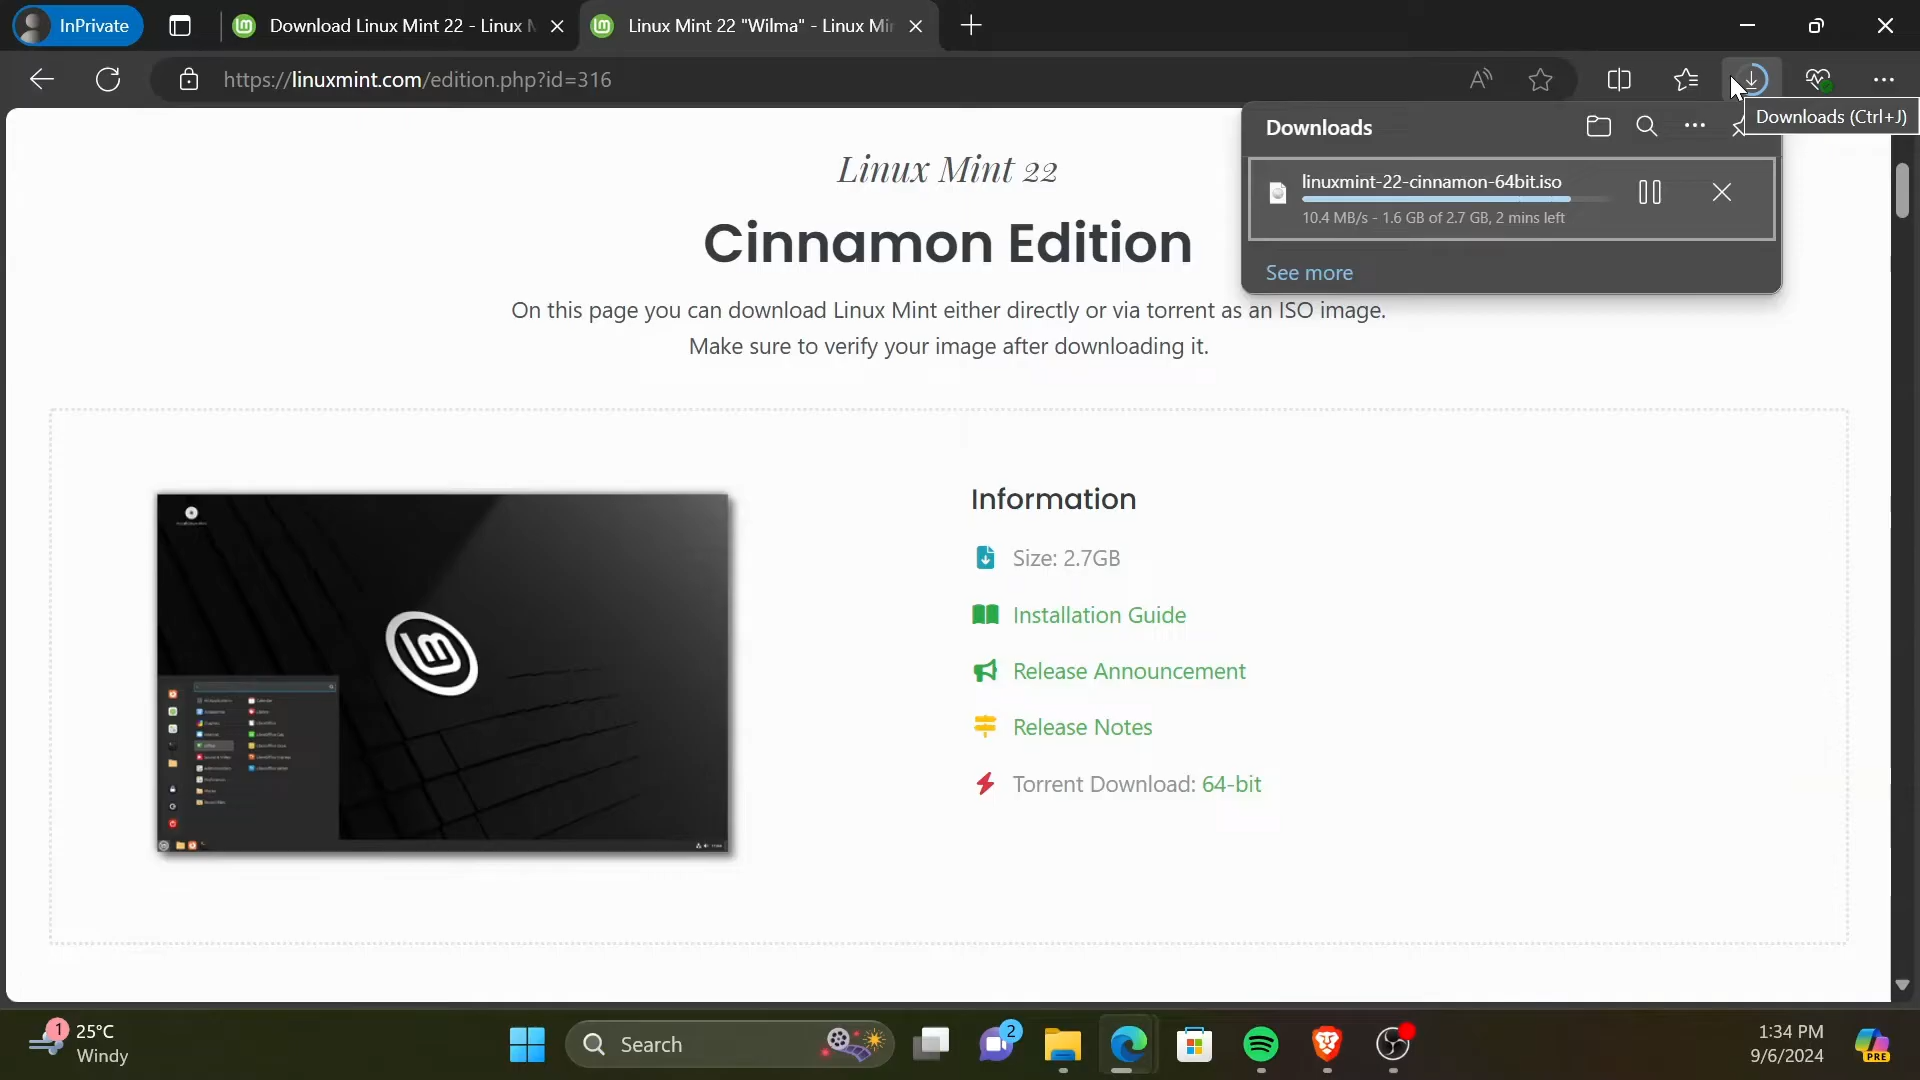 InPrivate
Download Linux Mint 22 - Linux
Linux Mint 22 "Wilma" - Linux Mi
https://linuxmint.com/edition.php?id=316
Downloads (Ctrl+J)
Downloads
linuxmint-22-cinnamon-64bit.iso
10.4 MB/s - 1.6 GB of 2.7 GB, 2 mins left
See more
Linux Mint 22
Cinnamon Edition
On this page you can download Linux Mint either directly or via torrent as an ISO image.
Make sure to verify your image after downloading it.
Information
Size: 2.7GB
Installation Guide
Release Announcement
Release Notes
Torrent Download: 64-bit
1
25°C
Windy
Search
2
1:34 PM
9/6/2024
PRE